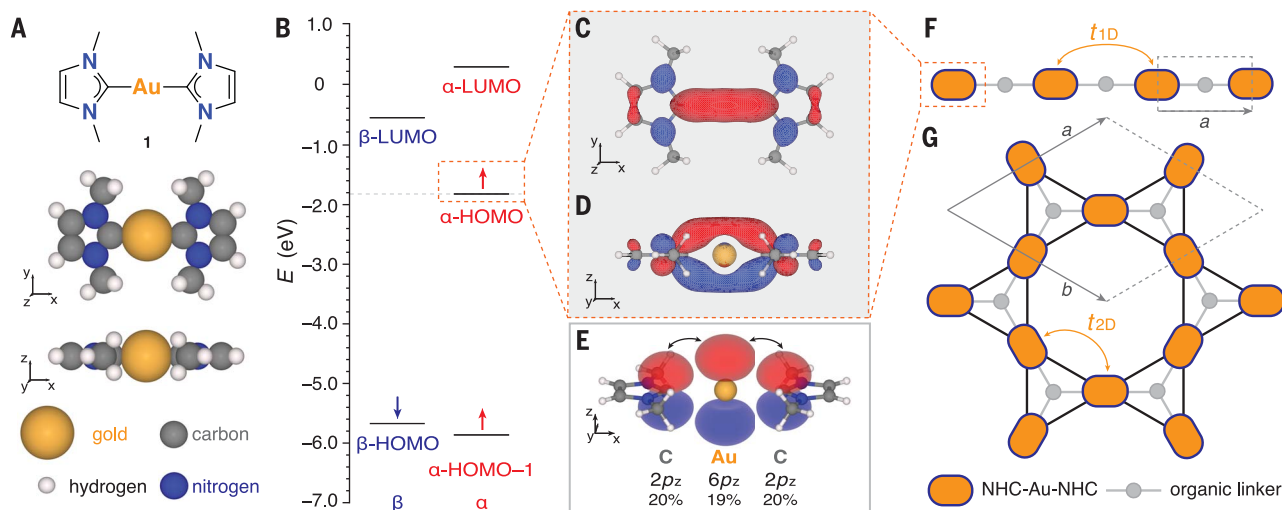 A
N
N
Au
N
N
1
y
z
x
z
y
x
gold
carbon
hydrogen
nitrogen
B
E (eV)
1.0
0
−1.0
−2.0
−3.0
−4.0
−5.0
−6.0
−7.0
α-LUMO
β-LUMO
α-HOMO
β-HOMO
α-HOMO−1
β
α
C
y
z
x
D
z
y
x
E
z
y
x
C Au C
2pz 6pz 2pz
20% 19% 20%
F
t1D
a
G
a
b
t2D
NHC-Au-NHC
organic linker